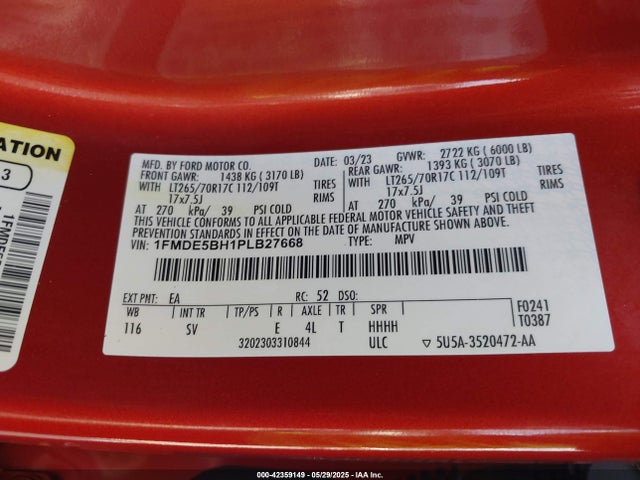 ATION
3
1FMDE5B
MFD. BY FORD MOTOR CO. DATE: 03/23 GVWR: 2722 KG ( 6000 LB)
FRONT GAWR: 1438 KG ( 3170 LB) REAR GAWR: 1393 KG ( 3070 LB)
WITH LT265/70R17C 112/109T TIRES WITH LT265/70R17C 112/109T TIRES
17x7.5J RIMS 17x7.5J RIMS
AT 270 kPa/ 39 PSI COLD AT 270 kPa/ 39 PSI COLD
THIS VEHICLE CONFORMS TO ALL APPLICABLE FEDERAL MOTOR VEHICLE SAFETY AND THEFT
PREVENTION STANDARDS IN EFFECT ON THE DATE OF MANUFACTURE SHOWN ABOVE.
VIN: 1FMDE5BH1PLB27668 TYPE: MPV
EXT PNT: EA RC: 52 DSO:
WB INT TR TP/PS R AXLE TR SPR F0241
116 SV E 4L T HHHH T0387
3202303310844 ULC ▽ 5U5A-3520472-AA
000-42359149 - 05/29/2025 - IAA Inc.